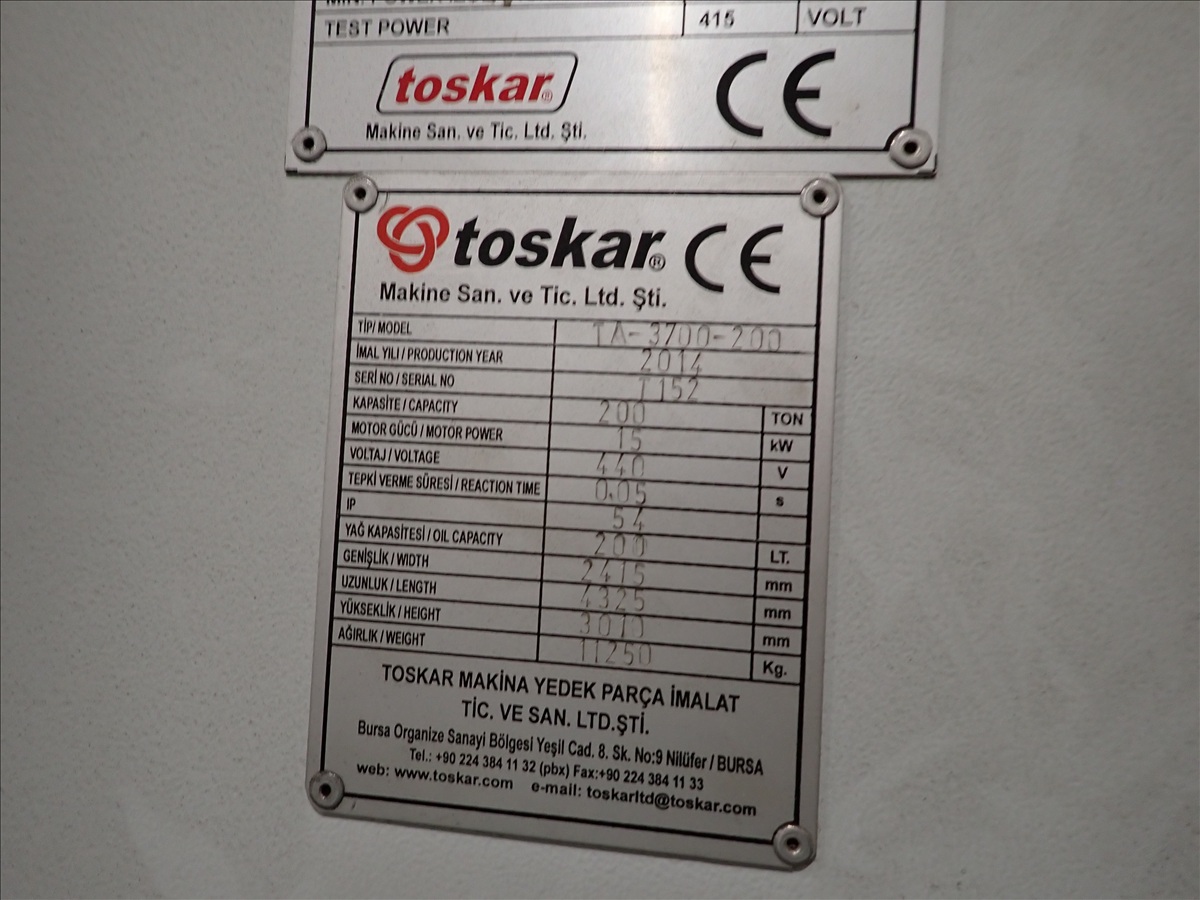 TEST POWER 415 VOLT
toskar®
CE
Makine San. ve Tic. Ltd. Şti.
toskar® CE
Makine San. ve Tic. Ltd. Şti.
TİP/ MODEL TA-3700-200
İMAL YILI / PRODUCTION YEAR 2014
SERİ NO / SERIAL NO T152
KAPASİTE / CAPACITY 200 TON
MOTOR GÜCÜ / MOTOR POWER 15 kW
VOLTAJ / VOLTAGE 440 V
TEPKİ VERME SÜRESİ / REACTION TIME 0.05 s
IP 54
YAĞ KAPASİTESİ / OIL CAPACITY 200 LT.
GENİŞLİK / WIDTH 2415 mm
UZUNLUK / LENGTH 4325 mm
YÜKSEKLİK / HEIGHT 3010 mm
AĞIRLIK / WEIGHT 11250 Kg.
TOSKAR MAKİNA YEDEK PARÇA İMALAT
TİC. VE SAN. LTD.ŞTİ.
Bursa Organize Sanayi Bölgesi Yeşil Cad. 8. Sk. No:9 Nilüfer / BURSA
Tel.: +90 224 384 11 32 (pbx) Fax:+90 224 384 11 33
web: www.toskar.com e-mail: toskarltd@toskar.com